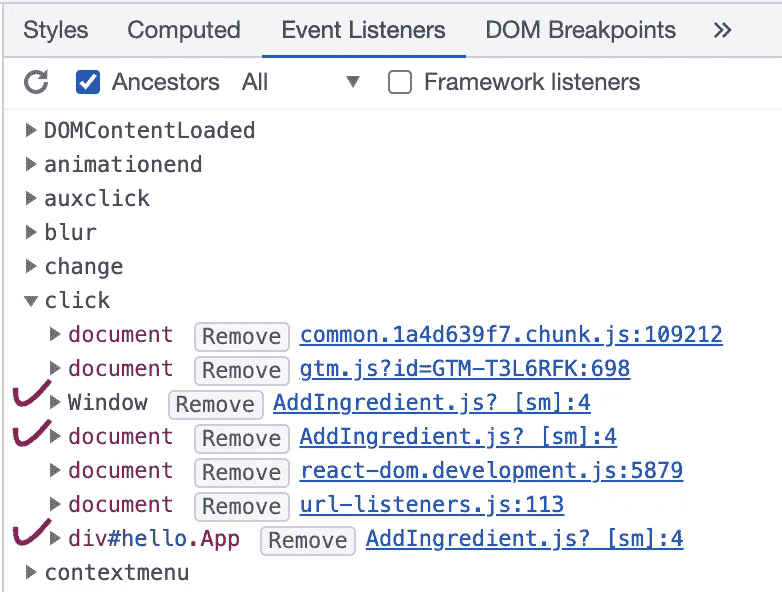 Styles Computed Event Listeners DOM Breakpoints »
Ancestors All ▼ Framework listeners
DOMContentLoaded
animationend
auxclick
blur
change
click
document Remove common.1a4d639f7.chunk.js:109212
document Remove gtm.js?id=GTM-T3L6RFK:698
Window Remove AddIngredient.js? [sm]:4
document Remove AddIngredient.js? [sm]:4
document Remove react-dom.development.js:5879
document Remove url-listeners.js:113
div#hello.App Remove AddIngredient.js? [sm]:4
contextmenu